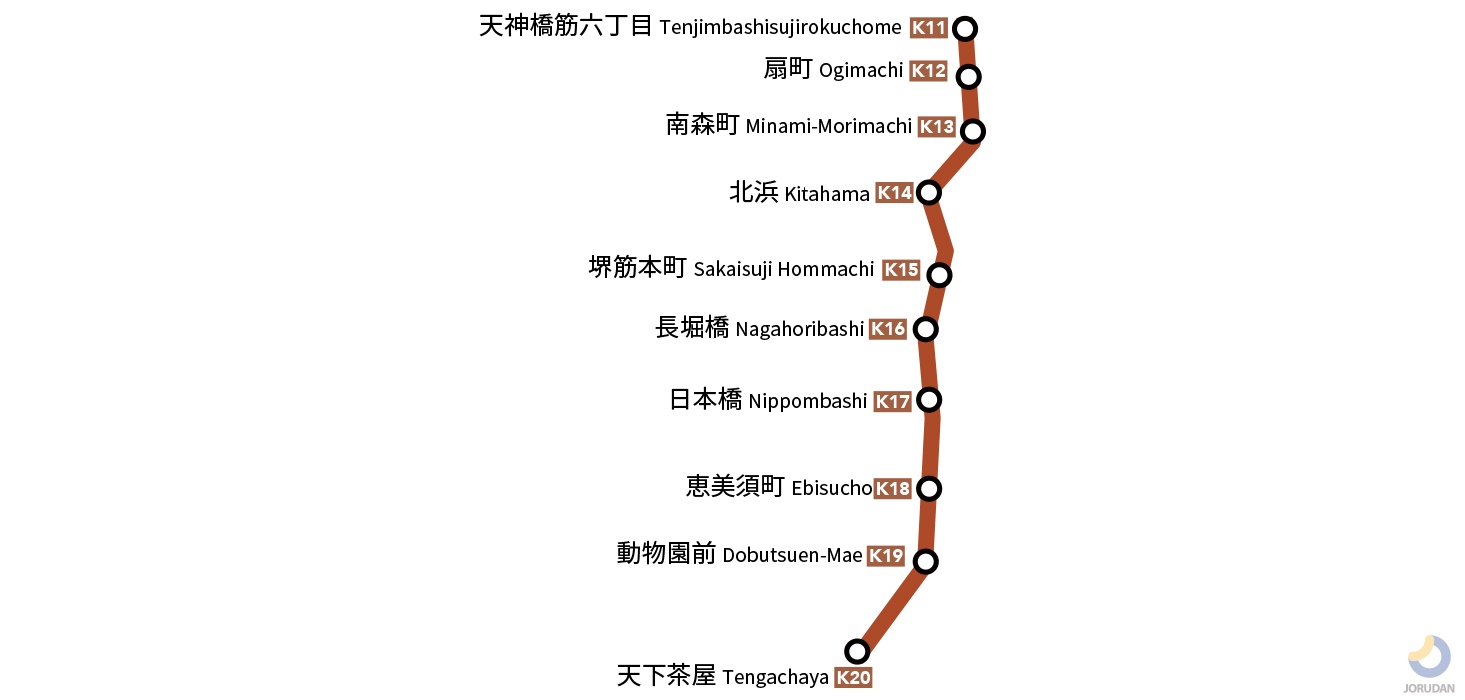 天神橋筋六丁目 Tenjimbashisujirokuchome K11
扇町 Ogimachi K12
南森町 Minami-Morimachi K13
北浜 Kitahama K14
堺筋本町 Sakaisuji Hommachi K15
長堀橋 Nagahoribashi K16
日本橋 Nippombashi K17
恵美須町 Ebisucho K18
動物園前 Dobutsuen-Mae K19
天下茶屋 Tengachaya K20
JORUDAN